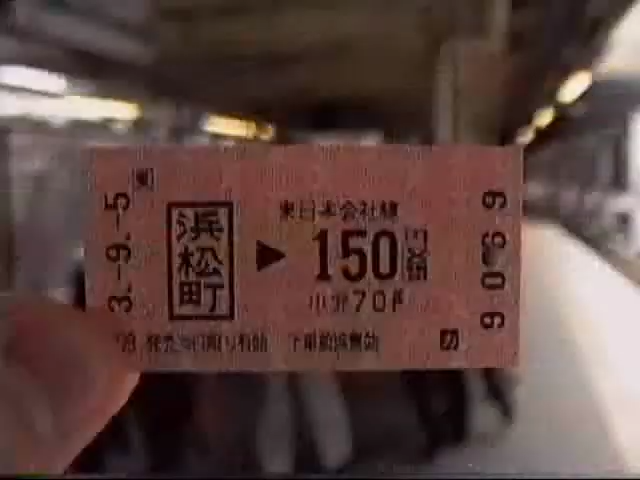 3.-9.-5
東
浜松町
▶
東日本会社線
150円区間
小児70円
発売当日限り有効 下車前途無効